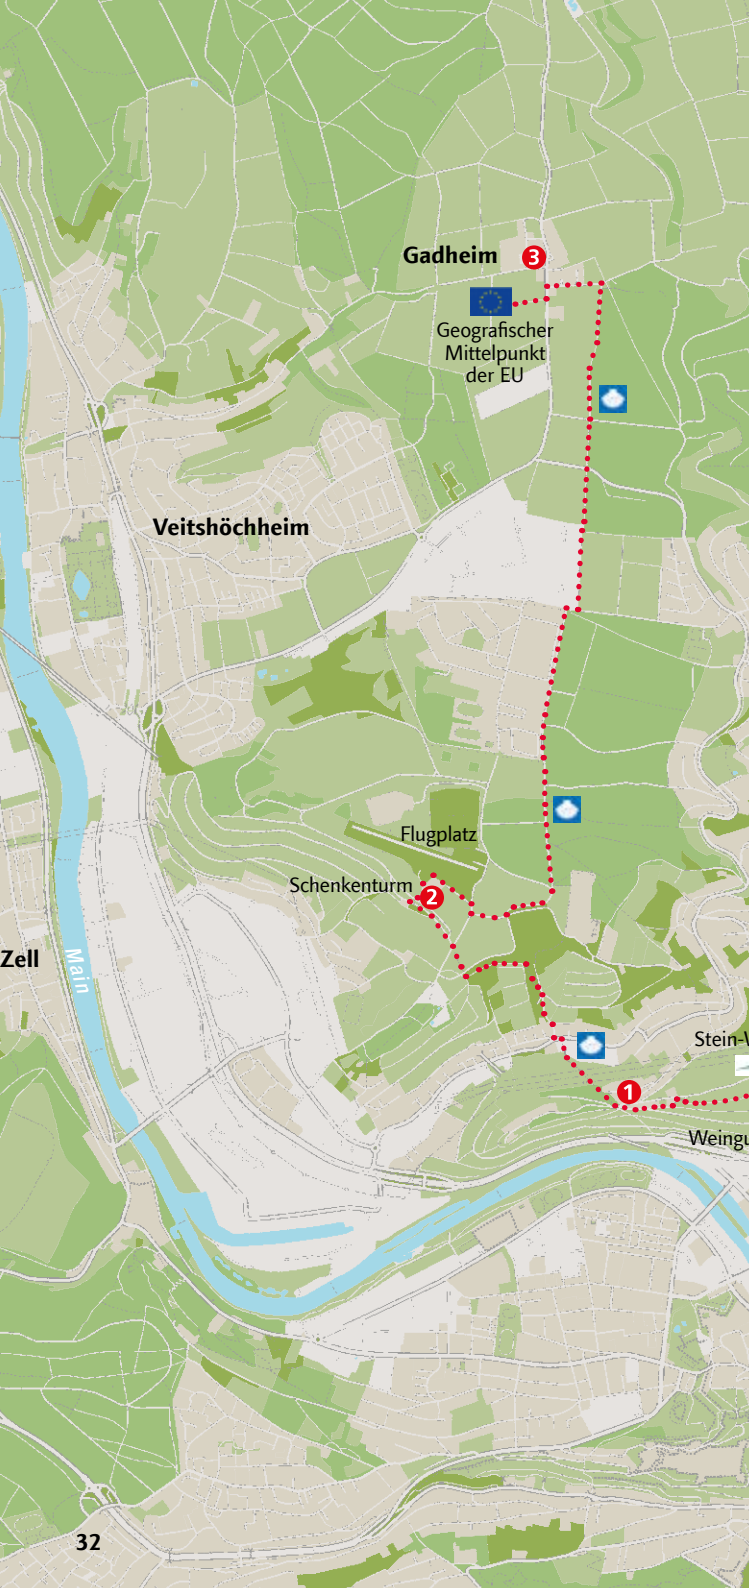 Gadheim
3
Geografischer
Mittelpunkt
der EU
Veitshöchheim
Flugplatz
Schenkenturm
2
Zell
Main
Stein-
1
Weingu
32